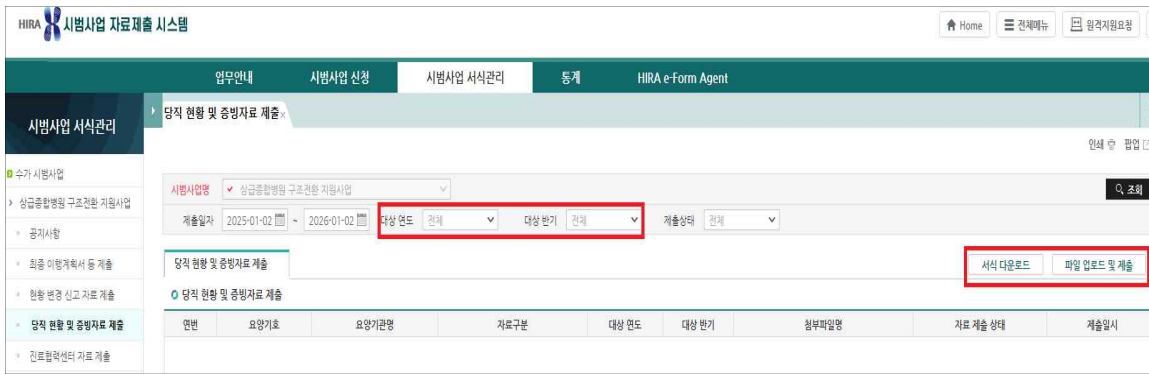 HIRA 시범사업 자료제출 시스템
Home 전체메뉴 원격지원요청
업무안내 시범사업 신청 시범사업 서식관리 통계 HIRA e-Form Agent
시범사업 서식관리
당직 현황 및 증빙자료 제출 x
인쇄 팝업
수가 시범사업
상급종합병원 구조전환 지원사업
공지사항
최종 이행계획서 등 제출
현황 변경 신고 자료 제출
당직 현황 및 증빙자료 제출
진료협력센터 자료 제출
시범사업명 상급종합병원 구조전환 지원사업
조회
제출일자 2025-01-02 ~ 2026-01-02 대상 연도 전체 대상 반기 전체 제출상태 전체
당직 현황 및 증빙자료 제출
서식 다운로드 파일 업로드 및 제출
당직 현황 및 증빙자료 제출
연번 요양기호 요양기관명 자료구분 대상 연도 대상 반기 첨부파일명 자료 제출 상태 제출일시